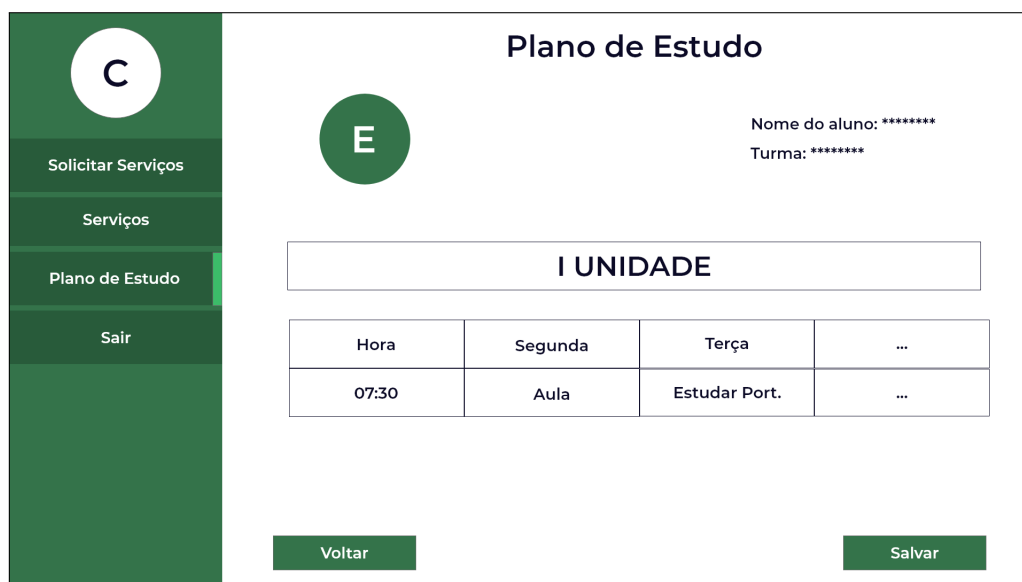 C
Solicitar Serviços
Serviços
Plano de Estudo
Sair
Plano de Estudo
E
Nome do aluno: ********
Turma: ********
I UNIDADE
Hora Segunda Terça ...
07:30 Aula Estudar Port. ...
Voltar Salvar